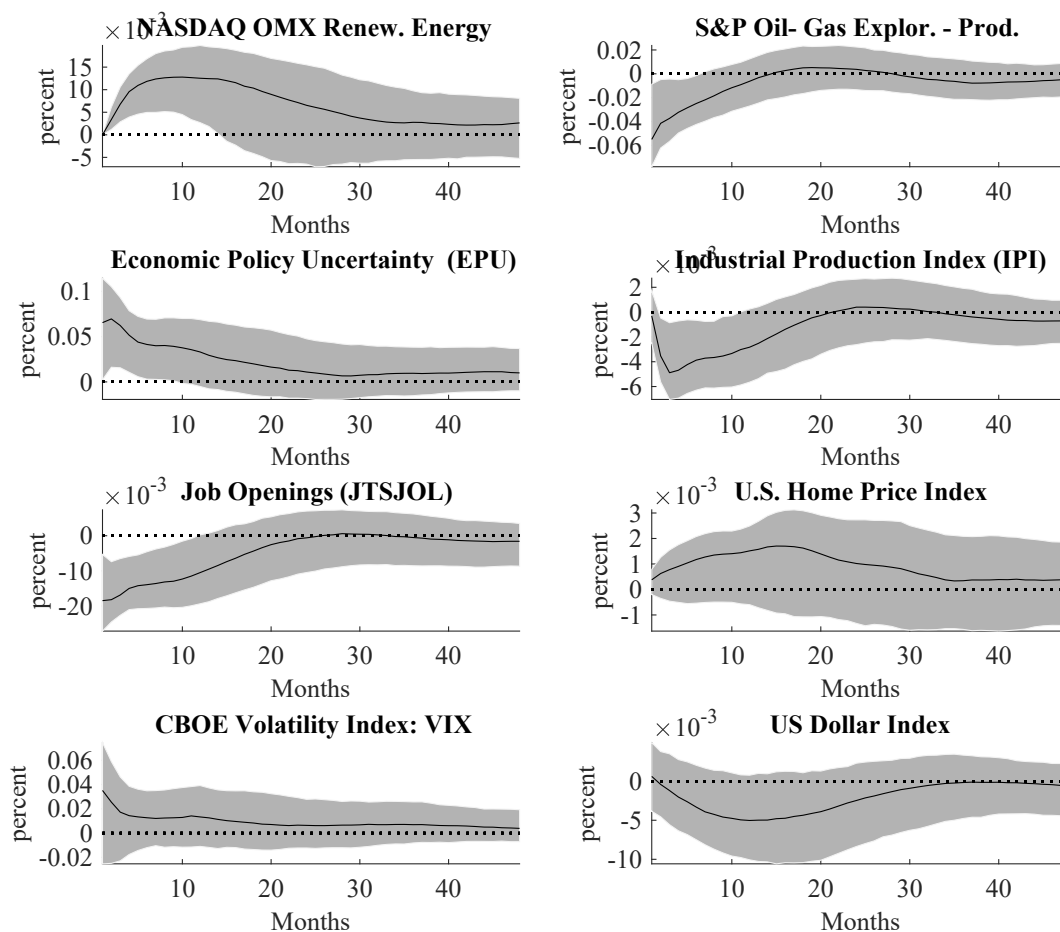 ×10⁻³
NASDAQ OMX Renew. Energy
percent
15
10
5
0
-5
10
20
30
40
Months
S&P Oil- Gas Explor. - Prod.
percent
0.02
0
-0.02
-0.04
-0.06
10
20
30
40
Months
Economic Policy Uncertainty (EPU)
percent
0.1
0.05
0
10
20
30
40
Months
×10⁻³
Industrial Production Index (IPI)
percent
2
0
-2
-4
-6
10
20
30
40
Months
×10⁻³
Job Openings (JTSJOL)
percent
0
-10
-20
10
20
30
40
Months
×10⁻³
U.S. Home Price Index
percent
3
2
1
0
-1
10
20
30
40
Months
CBOE Volatility Index: VIX
percent
0.06
0.04
0.02
0
-0.02
10
20
30
40
Months
×10⁻³
US Dollar Index
percent
0
-5
-10
10
20
30
40
Months